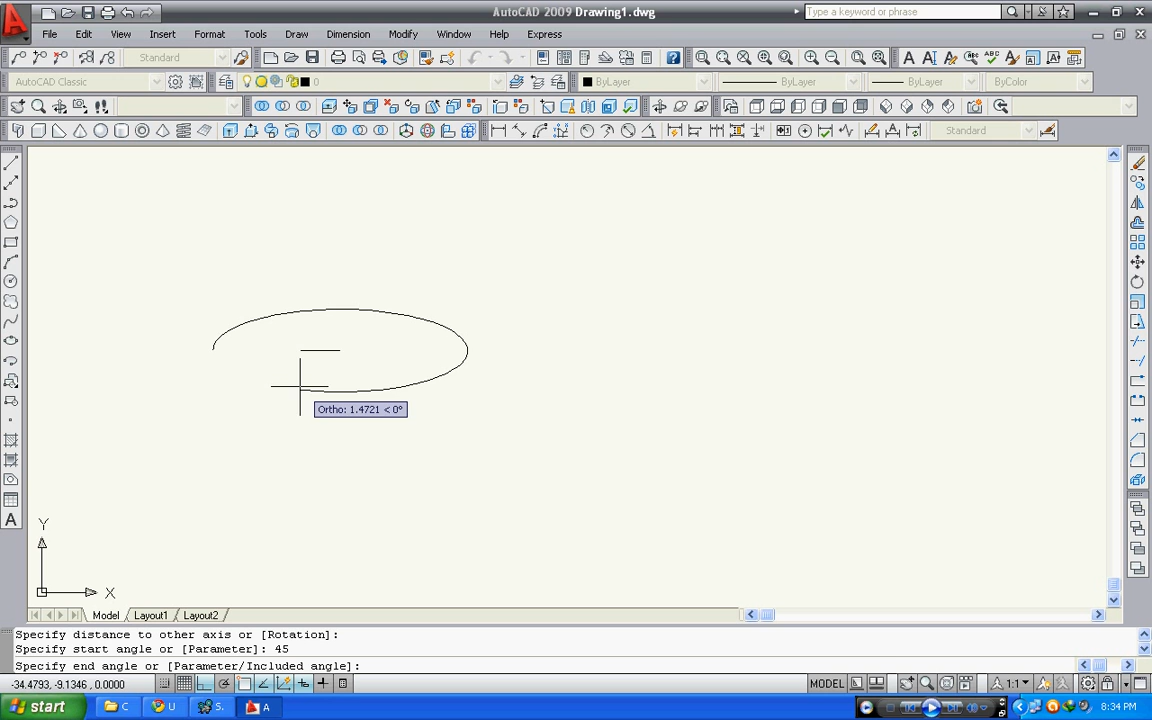 AutoCAD 2009 Drawing1.dwg
Type a keyword or phrase
File Edit View Insert Format Tools Draw Dimension Modify Window Help Express
Standard
AutoCAD Classic 0 ByLayer ByLayer ByLayer ByColor
Standard
A
Ortho: 1.4721 < 0°
Y
X
Model Layout1 Layout2
Specify distance to other axis or [Rotation]:
Specify start angle or [Parameter]: 45
Specify end angle or [Parameter/Included angle]:
-34.4793, -9.1346 , 0.0000 MODEL 1:1
start C U S. A 8:34 PM